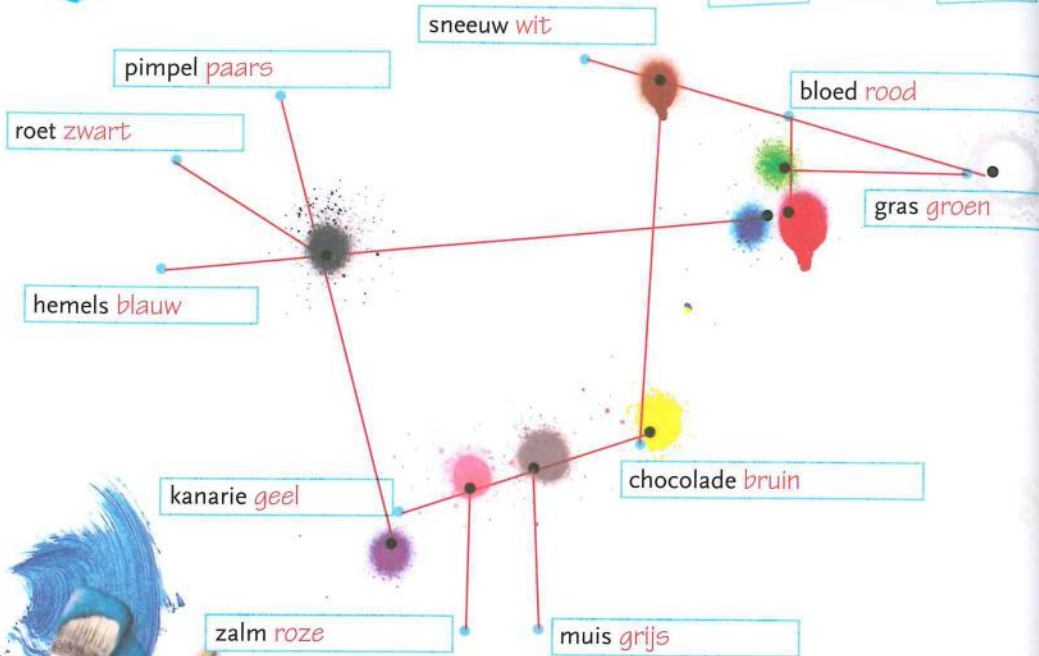 sneeuw wit
pimpel paars
bloed rood
roet zwart
gras groen
hemels blauw
chocolade bruin
kanarie geel
zalm roze
muis grijs